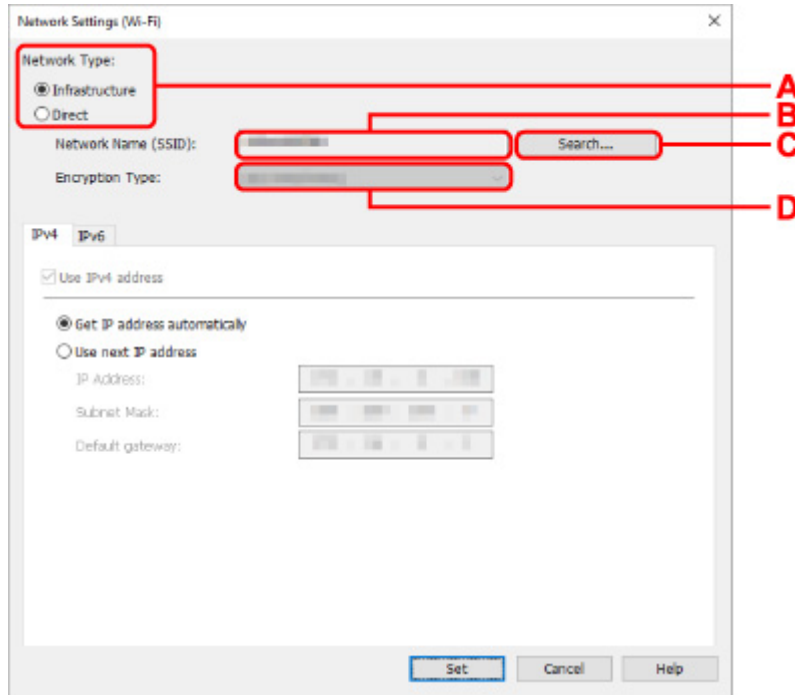 Network Settings (Wi-Fi)
Network Type:
Infrastructure
A
Direct
B
Network Name (SSID):
Search...
C
Encryption Type:
D
IPv4 IPv6
Use IPv4 address
Get IP address automatically
Use next IP address
IP Address:
Subnet Mask:
Default gateway:
Set Cancel Help